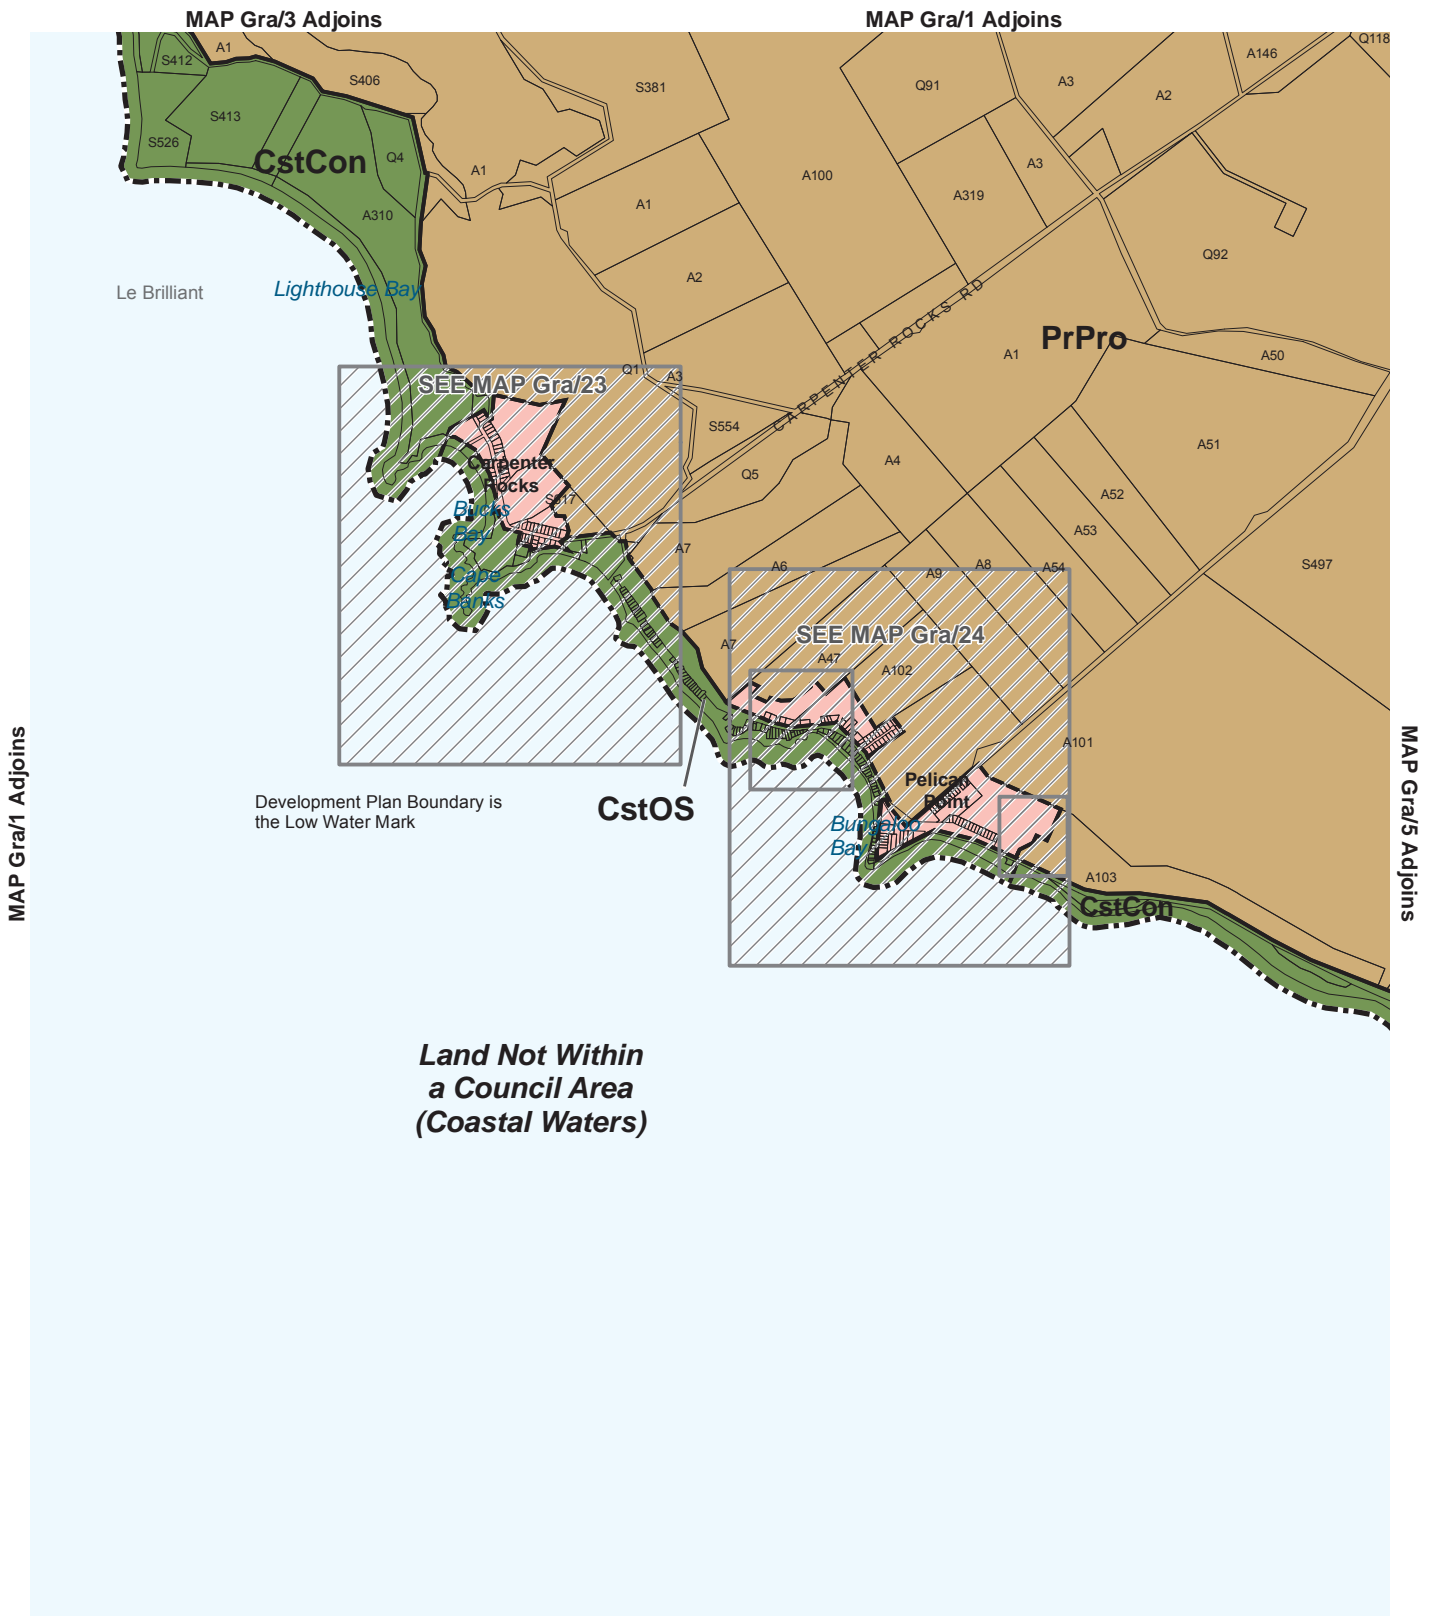 MAP Gra/3 Adjoins
MAP Gra/1 Adjoins
A1
S412
S406
S413
S526
CstCon
Q4
A310
A1
S381
A1
A2
A100
Q91
A3
A2
A146
Q118
A3
A319
Q92
Le Brilliant
Lighthouse Bay
CARPENTER ROCKS RD
PrPro
A1
A50
Q1
A3
SEE MAP Gra/23
S554
Q5
A4
A51
A52
A53
Carpenter
Rocks
S617
Bucks
Bay
Cape
Banks
A7
A6
A9
A8
A54
S497
SEE MAP Gra/24
A7
A47
A102
A101
MAP Gra/1 Adjoins
MAP Gra/5 Adjoins
Development Plan Boundary is
the Low Water Mark
CstOS
Pelican
Point
Bungaloo
Bay
A103
CstCon
Land Not Within
a Council Area
(Coastal Waters)